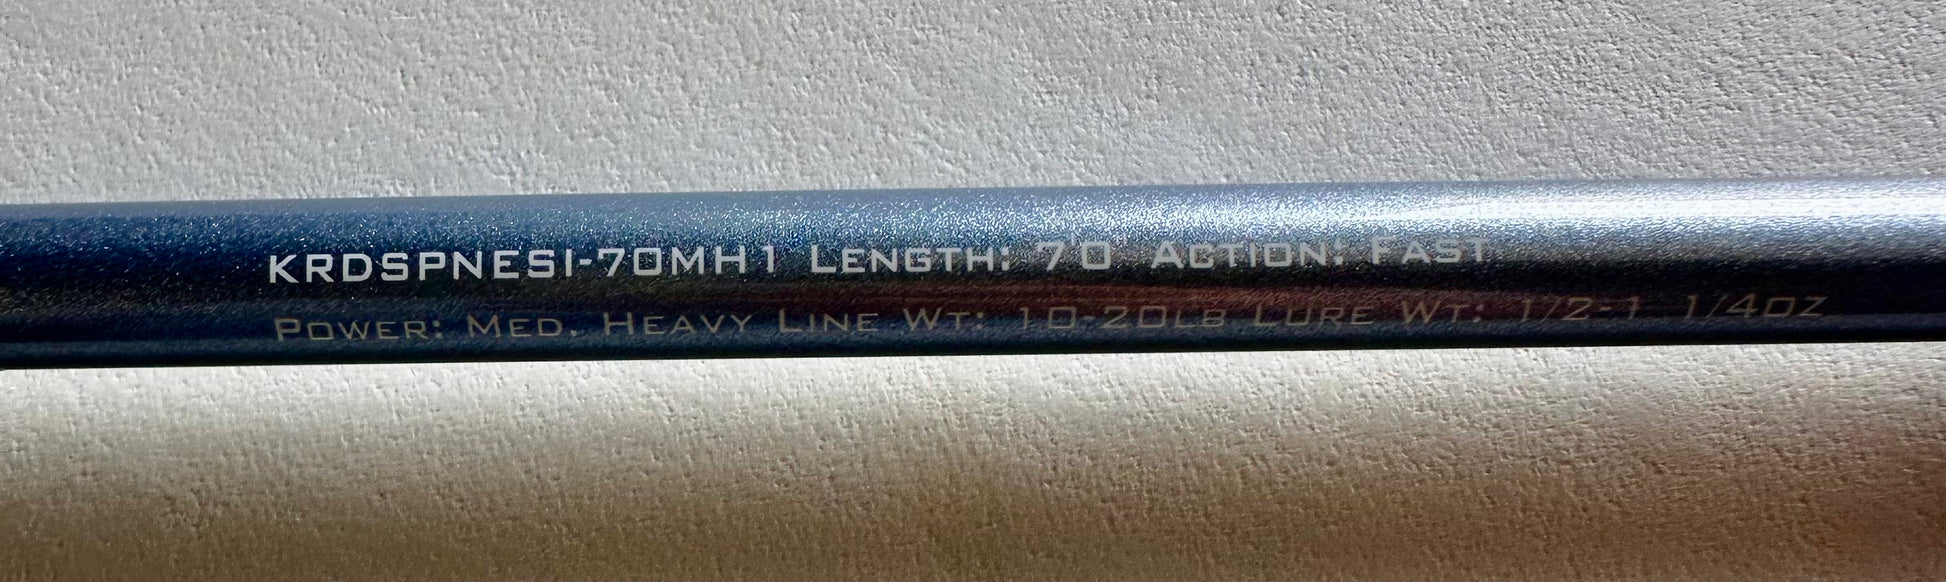 KRDSPNESI-70MH1 Length: 7'0" Action: Fast
Power: Med. Heavy Line Wt: 10-20lb Lure Wt: 1/2-1 1/4oz